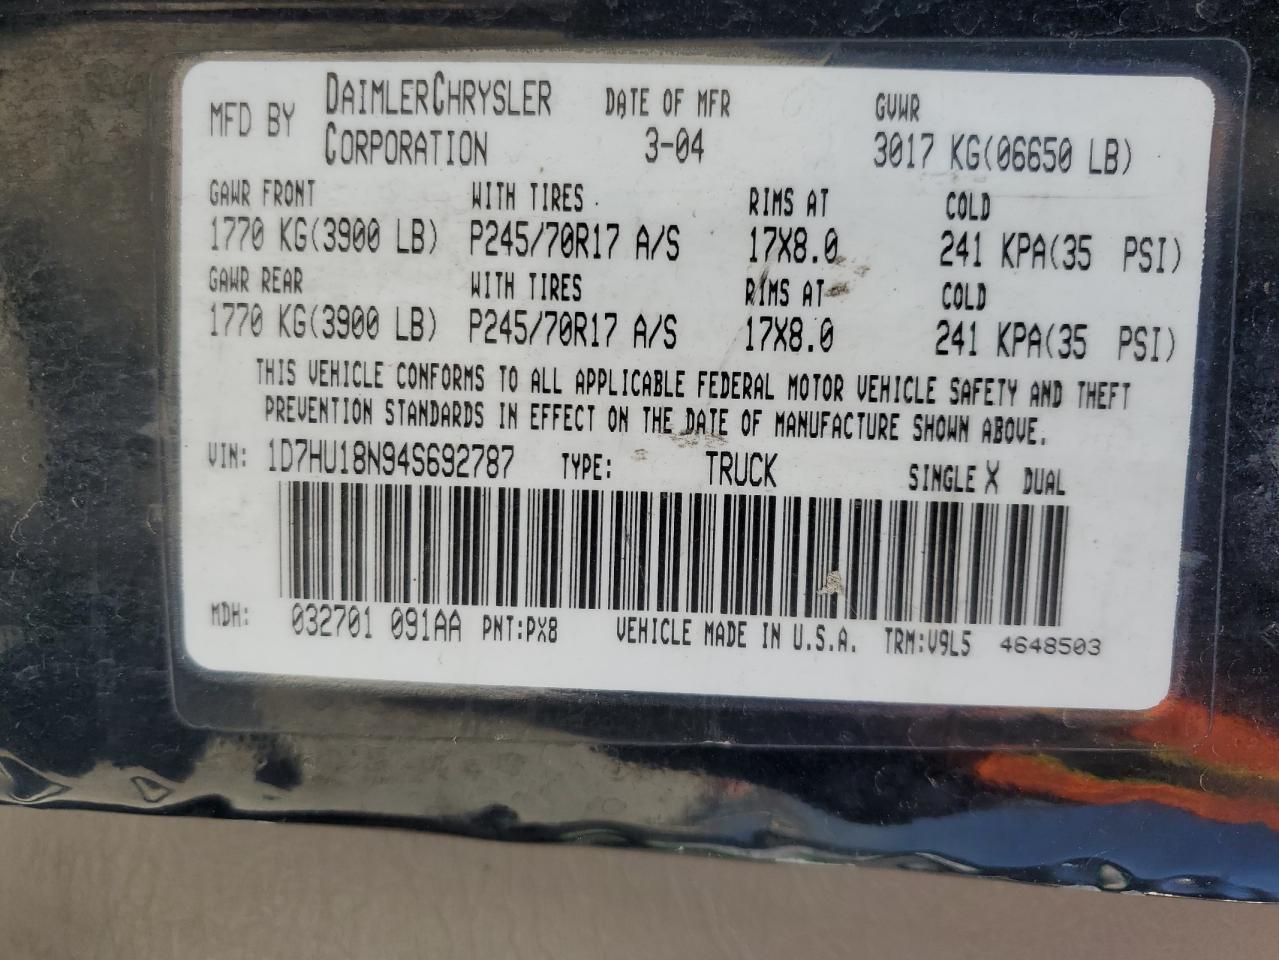 MFD BY DAIMLERCHRYSLER CORPORATION DATE OF MFR 3-04 GVWR 3017 KG(06650 LB)
GAWR FRONT WITH TIRES RIMS AT COLD
1770 KG(3900 LB) P245/70R17 A/S 17X8.0 241 KPA(35 PSI)
GAWR REAR WITH TIRES RIMS AT COLD
1770 KG(3900 LB) P245/70R17 A/S 17X8.0 241 KPA(35 PSI)
THIS VEHICLE CONFORMS TO ALL APPLICABLE FEDERAL MOTOR VEHICLE SAFETY AND THEFT
PREVENTION STANDARDS IN EFFECT ON THE DATE OF MANUFACTURE SHOWN ABOVE.
VIN: 1D7HU18N94S692787 TYPE: TRUCK SINGLE X DUAL
MDH: 032701 091AA PNT:PX8 VEHICLE MADE IN U.S.A. TRM:V9L5 4648503